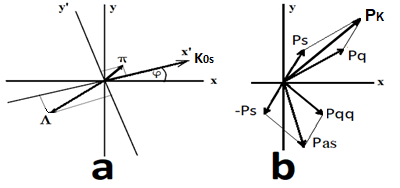 y'
y
π
x'
K0s
φ
x
Λ
a
y
PK
Ps
Pq
x
-Ps
Pqq
Pas
b